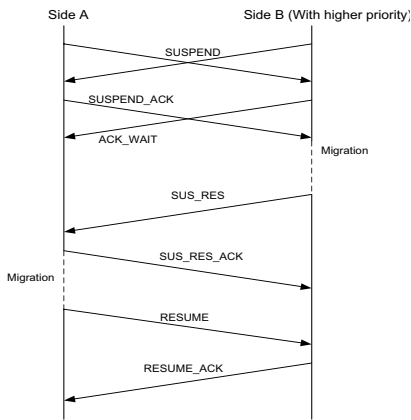 Side A
Side B (With higher priority)
SUSPEND
SUSPEND_ACK
ACK_WAIT
Migration
SUS_RES
SUS_RES_ACK
Migration
RESUME
RESUME_ACK